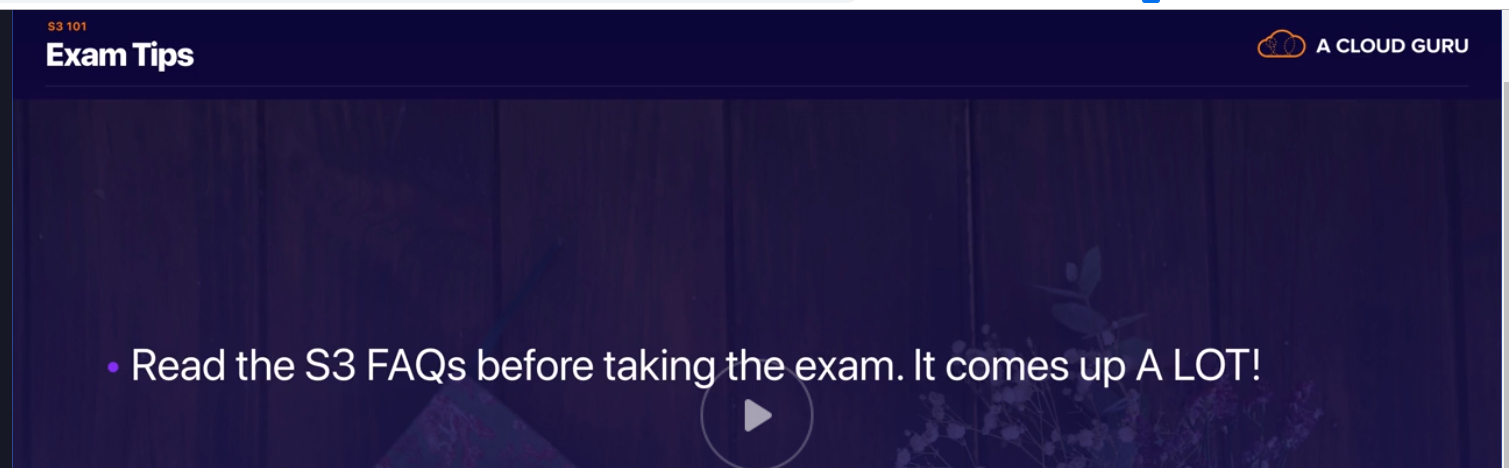 S3 101
Exam Tips
A CLOUD GURU
• Read the S3 FAQs before taking the exam. It comes up A LOT!